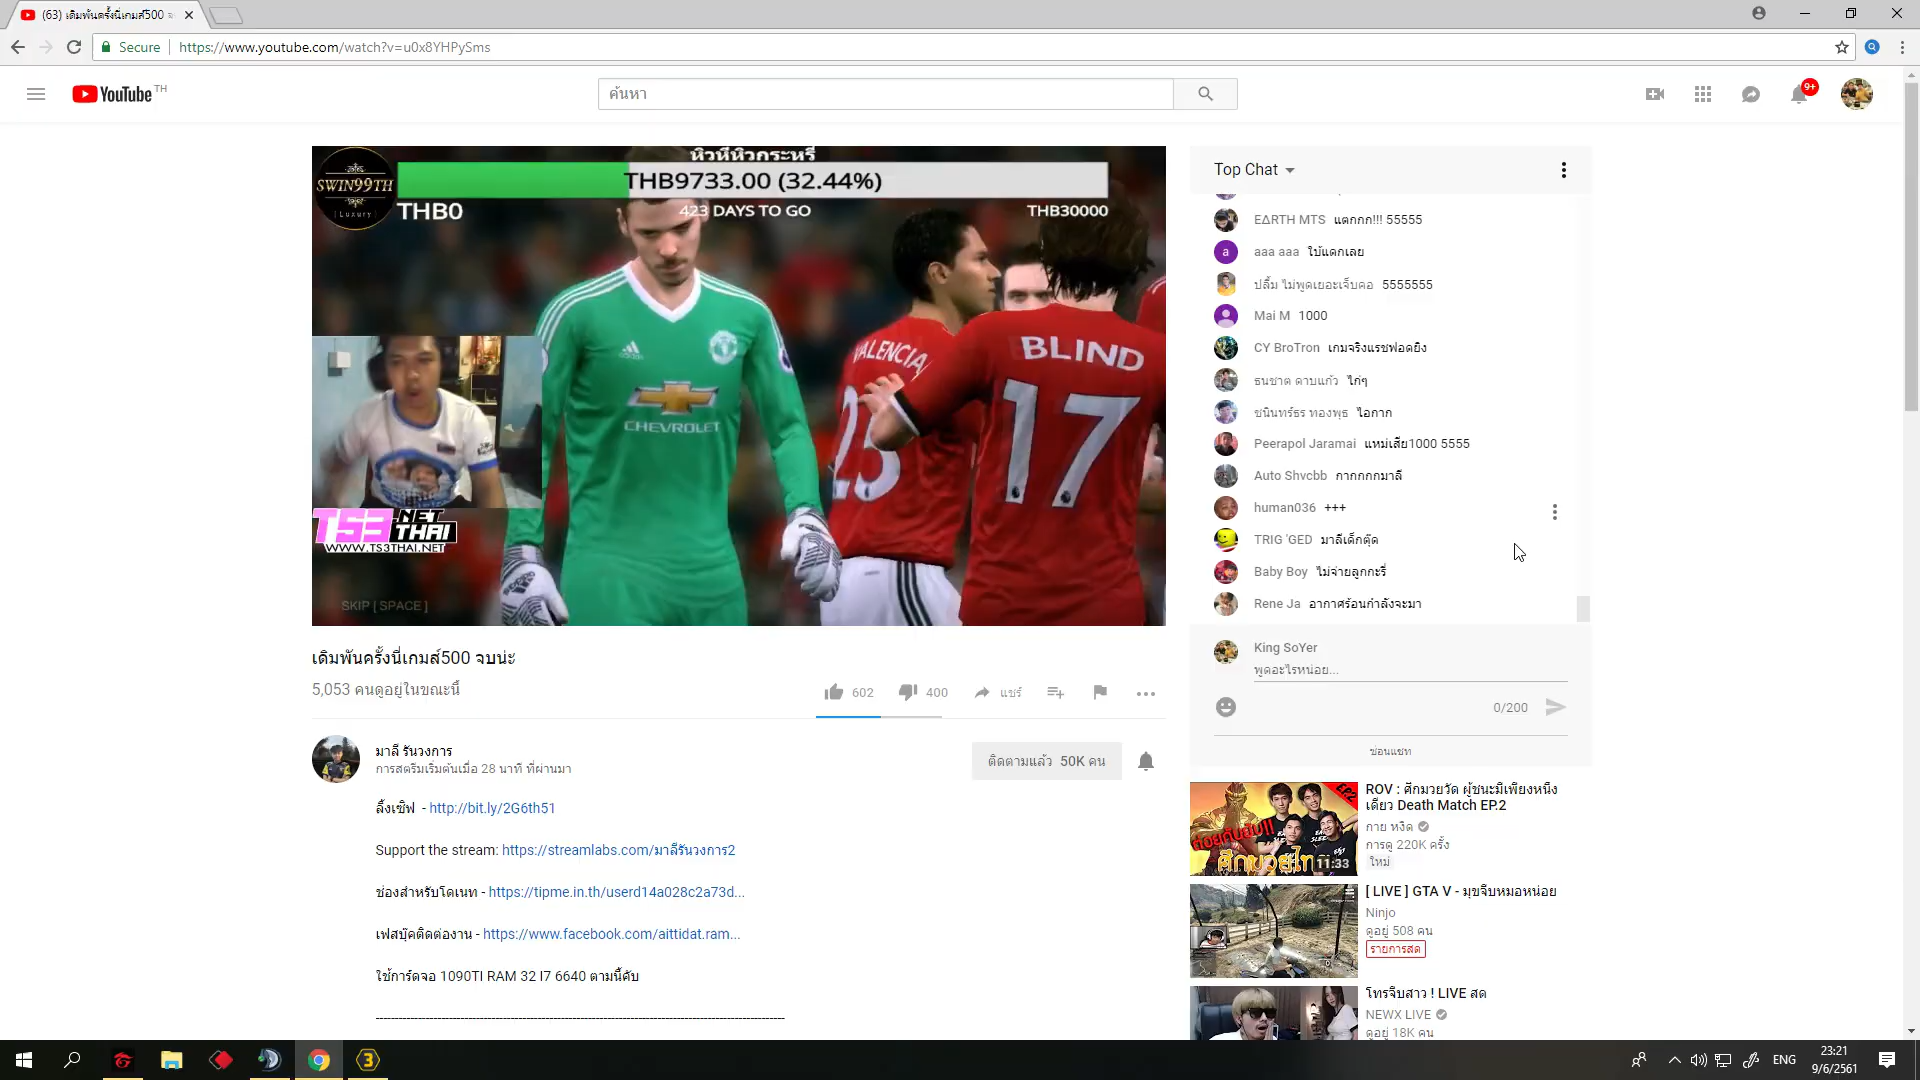 (63) เดิมพันครั้งนี้เกมส์500 จ
Secure
https://www.youtube.com/watch?v=u0x8YHPySms
YouTube TH
ค้นหา
9+
หิวหีหิวกระหรี่
SWIN99TH
Luxury
THB9733.00 (32.44%)
THB0
423 DAYS TO GO
THB30000
VALENCIA
25
BLIND
17
adidas
CHEVROLET
TS3 NET THAI
WWW.TS3THAI.NET
SKIP [ SPACE ]
Top Chat
EΔRTH MTS แตกกก!!! 55555
a
aaa aaa ใบ้แดกเลย
ปลื้ม ไม่พูดเยอะเจ็บคอ 5555555
Mai M 1000
CY BroTron เกมจริงแรชฟอดยิง
ธนชาต ดาบแก้ว ไก่ๆ
ชนินทร์ธร ทองพุธ ไอกาก
Peerapol Jaramai แหม่เสีย1000 5555
Auto Shvcbb กากกกกมาลี
human036 +++
TRIG 'GED มาลีเด็กตุ๊ด
Baby Boy ไม่จ่ายลูกกะรี่
Rene Ja อากาศร้อนกำลังจะมา
King SoYer
พูดอะไรหน่อย...
0/200
ซ่อนแชท
เดิมพันครั้งนี้เกมส์500 จบน่ะ
5,053 คนดูอยู่ในขณะนี้
602
400
แชร์
มาลี รันวงการ
การสตรีมเริ่มต้นเมื่อ 28 นาที ที่ผ่านมา
ติดตามแล้ว 50K คน
ลิ้งเซิฟ - http://bit.ly/2G6th51
Support the stream: https://streamlabs.com/มาลีรันวงการ2
ช่องสำหรับโดเนท - https://tipme.in.th/userd14a028c2a73d...
เฟสบุ๊คติดต่องาน - https://www.facebook.com/aittidat.ram...
ใช้การ์ดจอ 1090TI RAM 32 I7 6640 ตามนี้คับ
EP.2
11:33
ROV : ศึกมวยวัด ผู้ชนะมีเพียงหนึ่ง
เดียว Death Match EP.2
กาย หงิด
การดู 220K ครั้ง
ใหม่
[ LIVE ] GTA V - มุขจีบหมอหน่อย
Ninjo
ดูอยู่ 508 คน
รายการสด
โทรจีบสาว ! LIVE สด
NEWX LIVE
ดูอยู่ 18K คน
3
ENG
23:21
9/6/2561